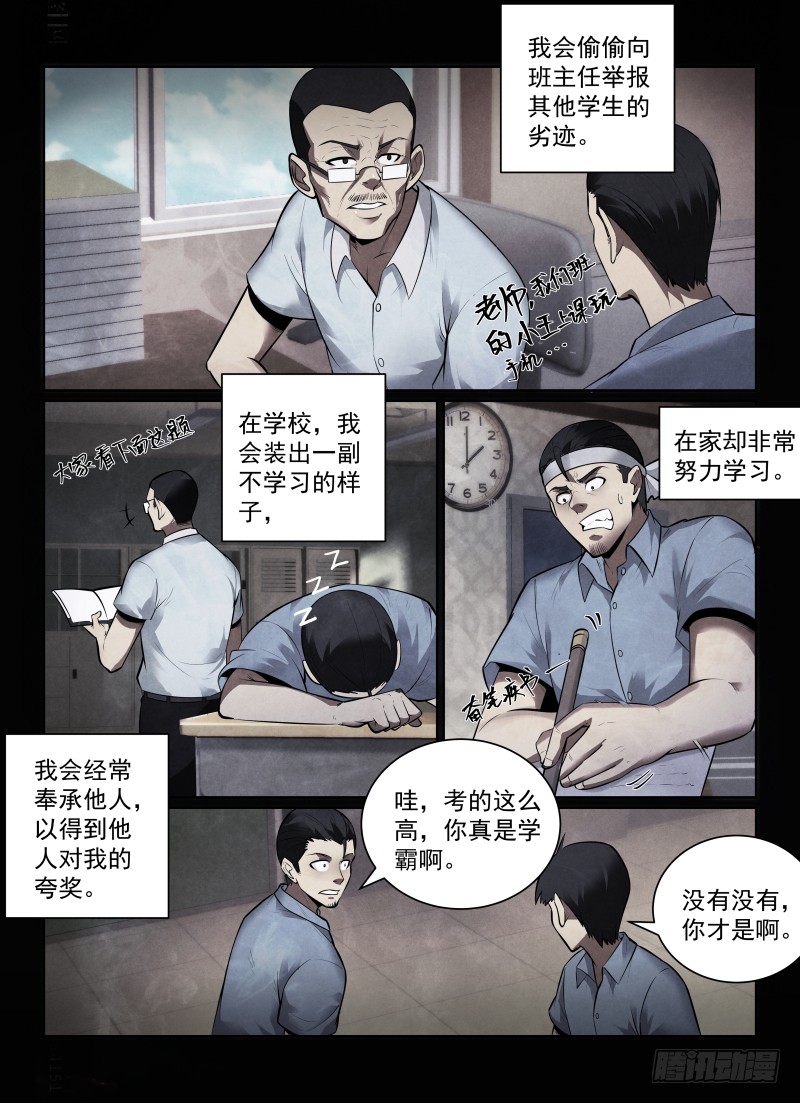 我会偷偷向
班主任举报
其他学生的
劣迹。
老师，我们班
的小王上课玩
手机...
大家看下面这题
在学校，我
会装出一副
不学习的样
子，
在家却非常
努力学习。
z z z
奋笔疾书
我会经常
奉承他人，
以得到他
人对我的
夸奖。
哇，考的这么
高，你真是学
霸啊。
没有没有，
你才是啊。
腾讯动漫